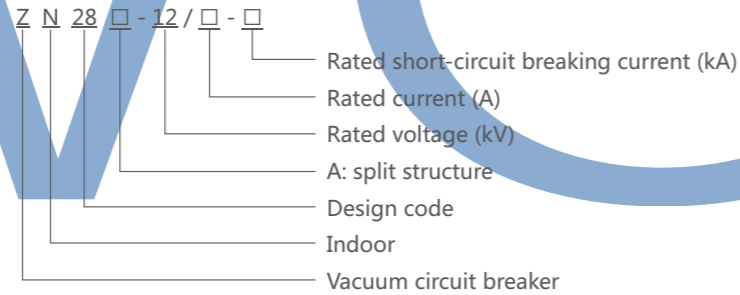 Z N 28 □ - 12 / □ - □
Rated short-circuit breaking current (kA)
Rated current (A)
Rated voltage (kV)
A: split structure
Design code
Indoor
Vacuum circuit breaker